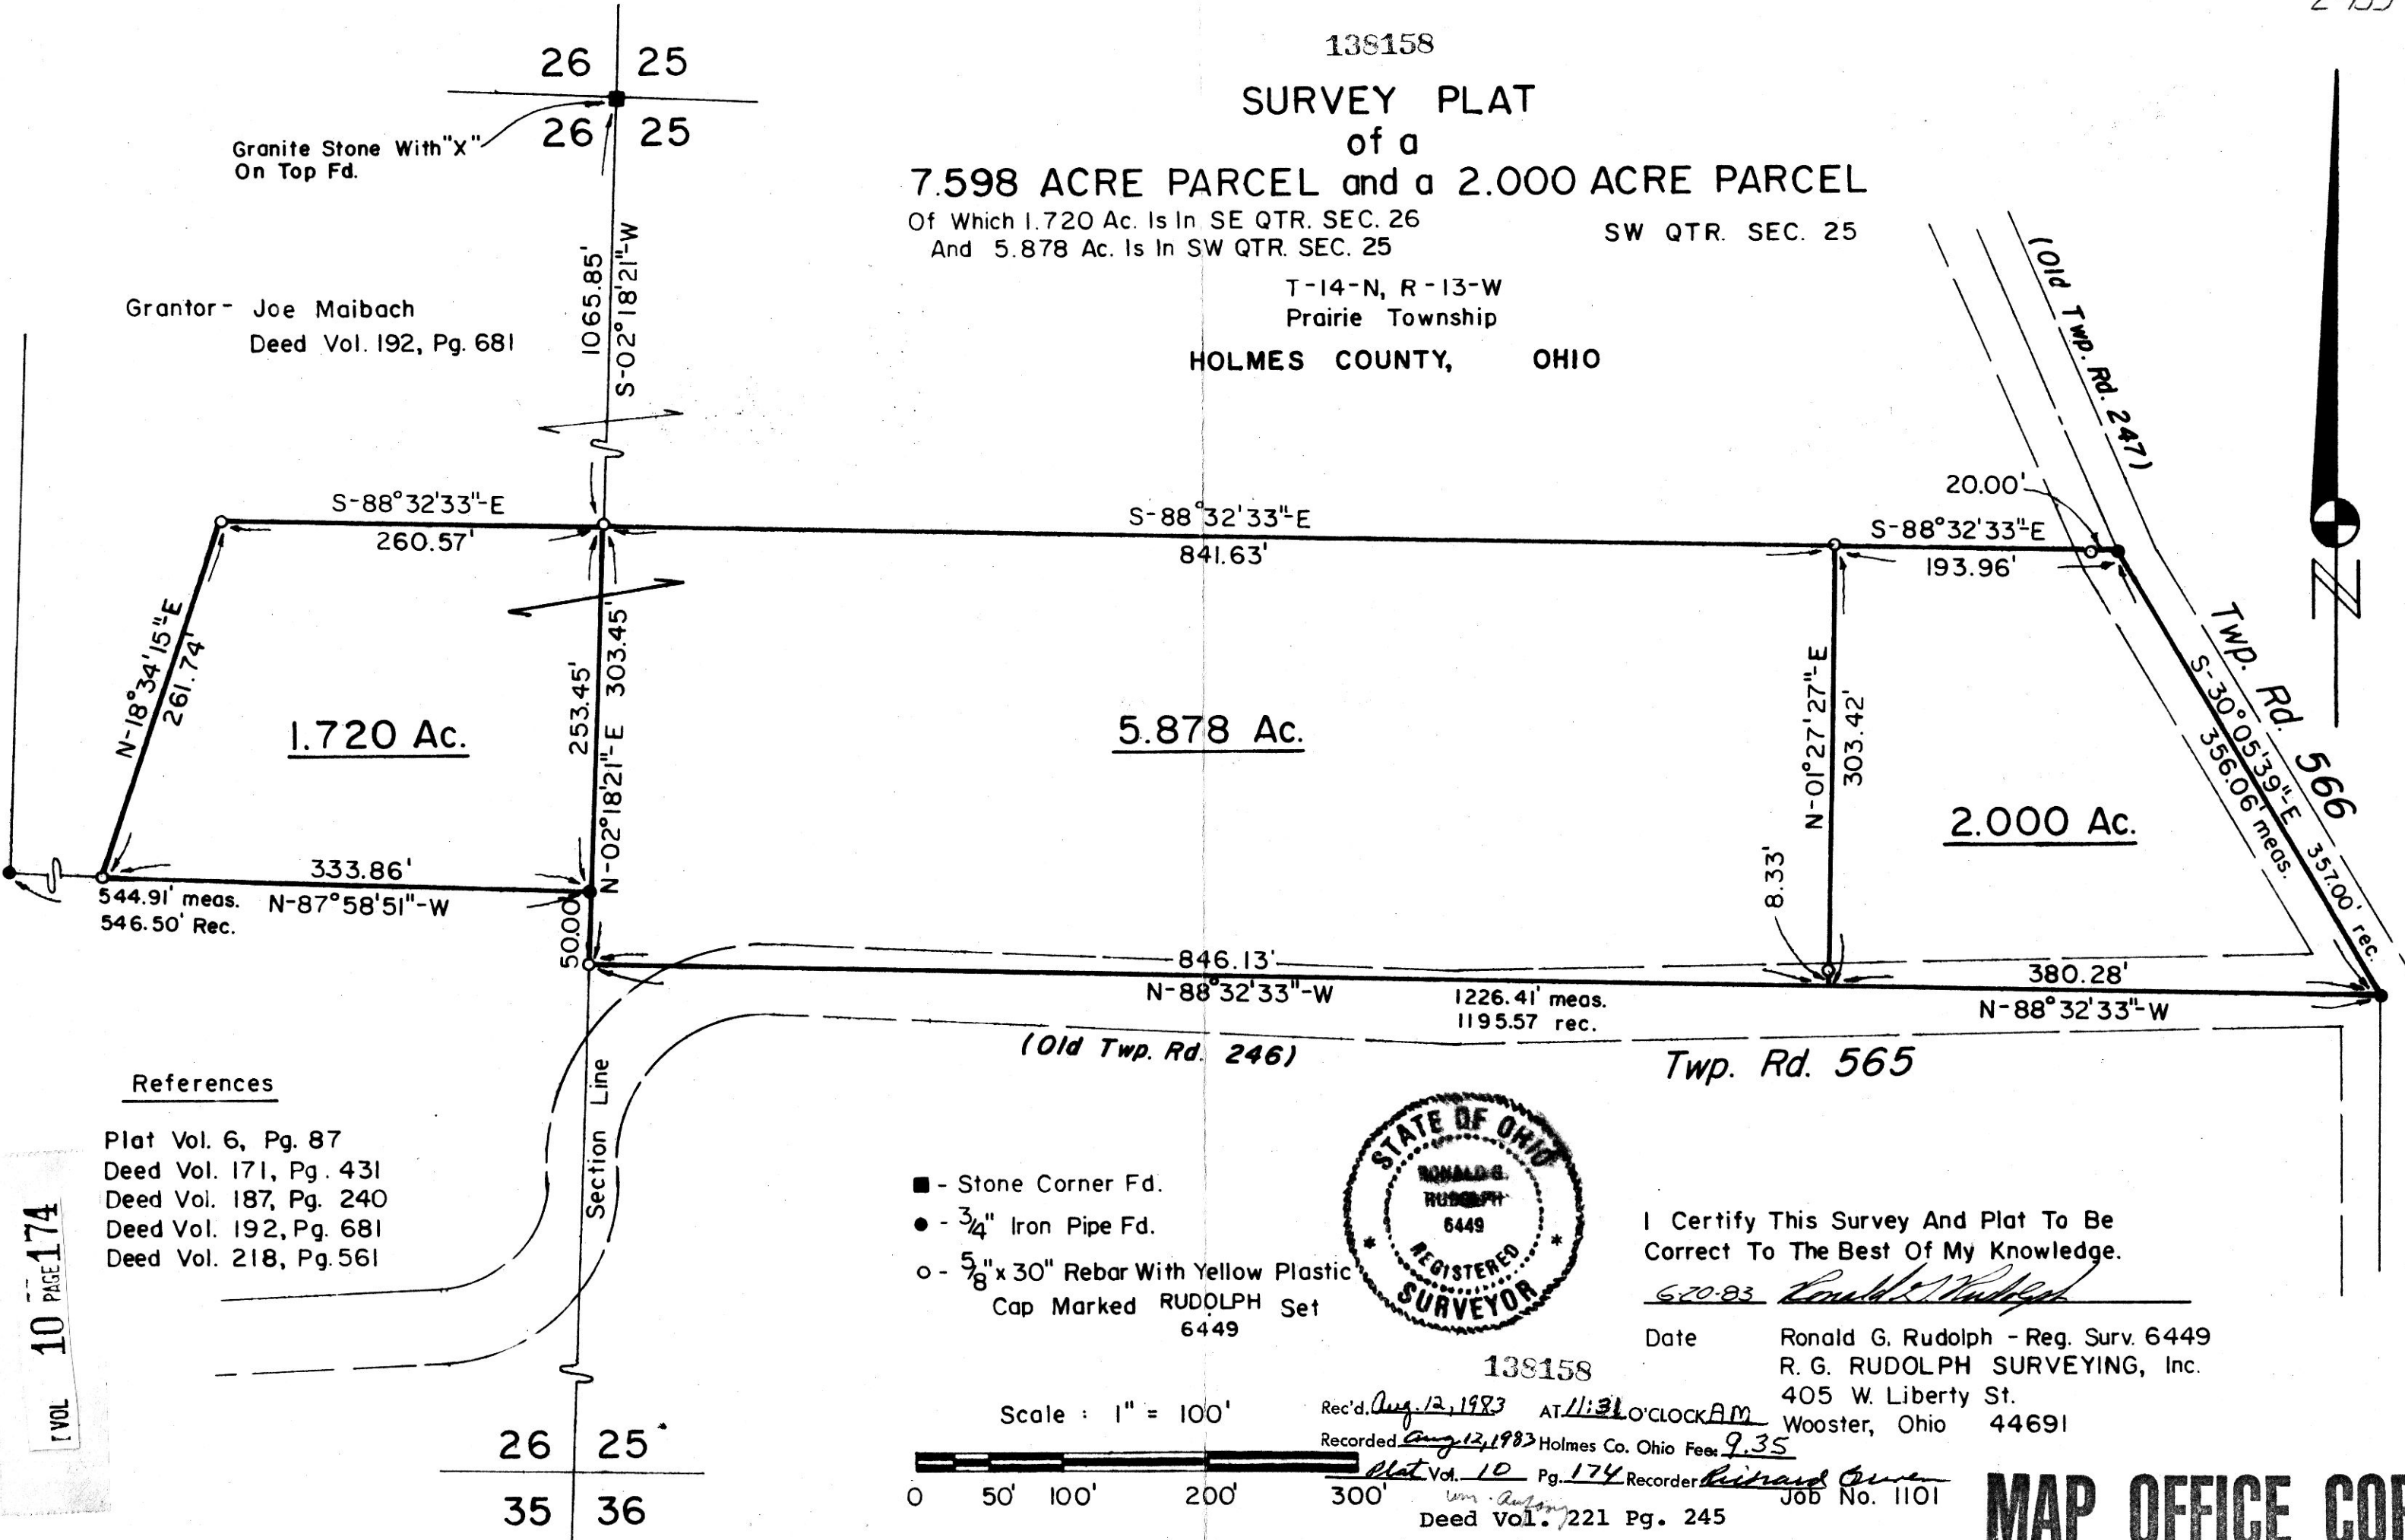 138158
SURVEY PLAT
of a
7.598 ACRE PARCEL and a 2.000 ACRE PARCEL
Of Which 1.720 Ac. Is In SE QTR. SEC. 26
And 5.878 Ac. Is In SW QTR. SEC. 25
SW QTR. SEC. 25
T-14-N, R-13-W
Prairie Township
HOLMES COUNTY, OHIO
26 25
26 25
Granite Stone With "X"
On Top Fd.
Grantor- Joe Maibach
Deed Vol. 192, Pg. 681
1065.85'
S-02°18'21"-W
(Old Twp. Rd. 247)
20.00'
S-88°32'33"-E
260.57'
S-88°32'33"-E
841.63'
S-88°32'33"-E
193.96'
N-18°34'15"-E
261.74'
1.720 Ac.
253.45'
N-02°18'21"-E 303.45'
5.878 Ac.
N-01°27'27"-E
303.42'
8.33'
2.000 Ac.
Twp. Rd. 566
S-30°05'39"-E 357.00' rec.
356.06' meas.
333.86'
N-87°58'51"-W
544.91' meas.
546.50' Rec.
50.00'
846.13'
N-88°32'33"-W
1226.41' meas.
1195.57 rec.
380.28'
N-88°32'33"-W
(Old Twp. Rd. 246)
Twp. Rd. 565
Section Line
References
Plat Vol. 6, Pg. 87
Deed Vol. 171, Pg. 431
Deed Vol. 187, Pg. 240
Deed Vol. 192, Pg. 681
Deed Vol. 218, Pg. 561
VOL 10 PAGE 174
26 25
35 36
- Stone Corner Fd.
- 3/4" Iron Pipe Fd.
- 5/8" x 30" Rebar With Yellow Plastic
Cap Marked RUDOLPH Set
6449
STATE OF OHIO
RONALD G.
RUDOLPH
6449
REGISTERED
SURVEYOR
I Certify This Survey And Plat To Be
Correct To The Best Of My Knowledge.
6-20-83 Ronald G. Rudolph
Date
Ronald G. Rudolph - Reg. Surv. 6449
R. G. RUDOLPH SURVEYING, Inc.
405 W. Liberty St.
Wooster, Ohio 44691
Job No. 1101
Scale : 1" = 100'
0 50' 100' 200' 300'
138158
Rec'd. Aug. 12, 1983 AT 11:31 O'CLOCK AM
Recorded Aug 12, 1983 Holmes Co. Ohio Fee: 9.35
Plat Vol. 10 Pg. 174 Recorder Richard
Deed Vol. 221 Pg. 245
MAP OFFICE COP
N